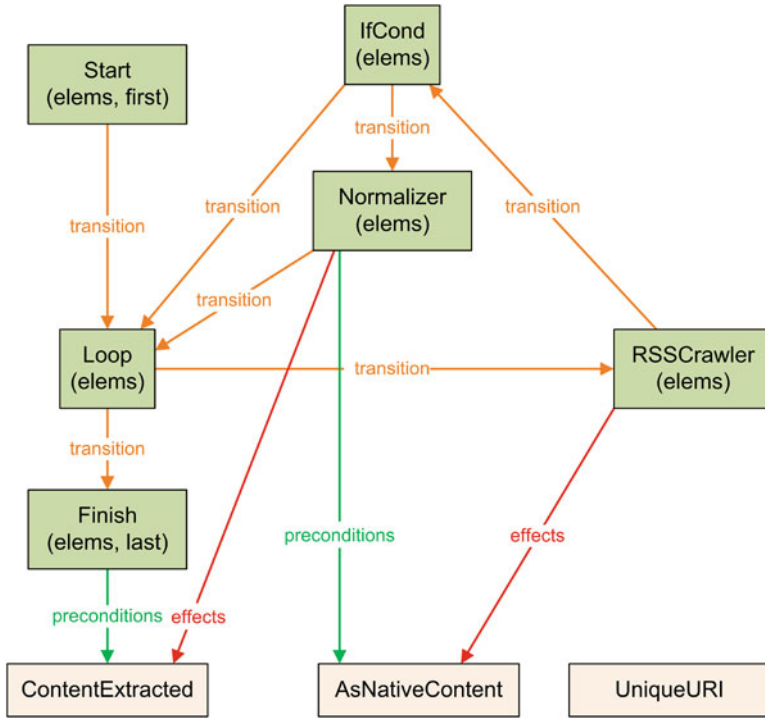 IfCond
(elems)
Start
(elems, first)
transition
Normalizer
(elems)
transition
transition
transition
transition
Loop
(elems)
transition
RSSCrawler
(elems)
transition
Finish
(elems, last)
preconditions
effects
preconditions
effects
ContentExtracted
AsNativeContent
UniqueURI